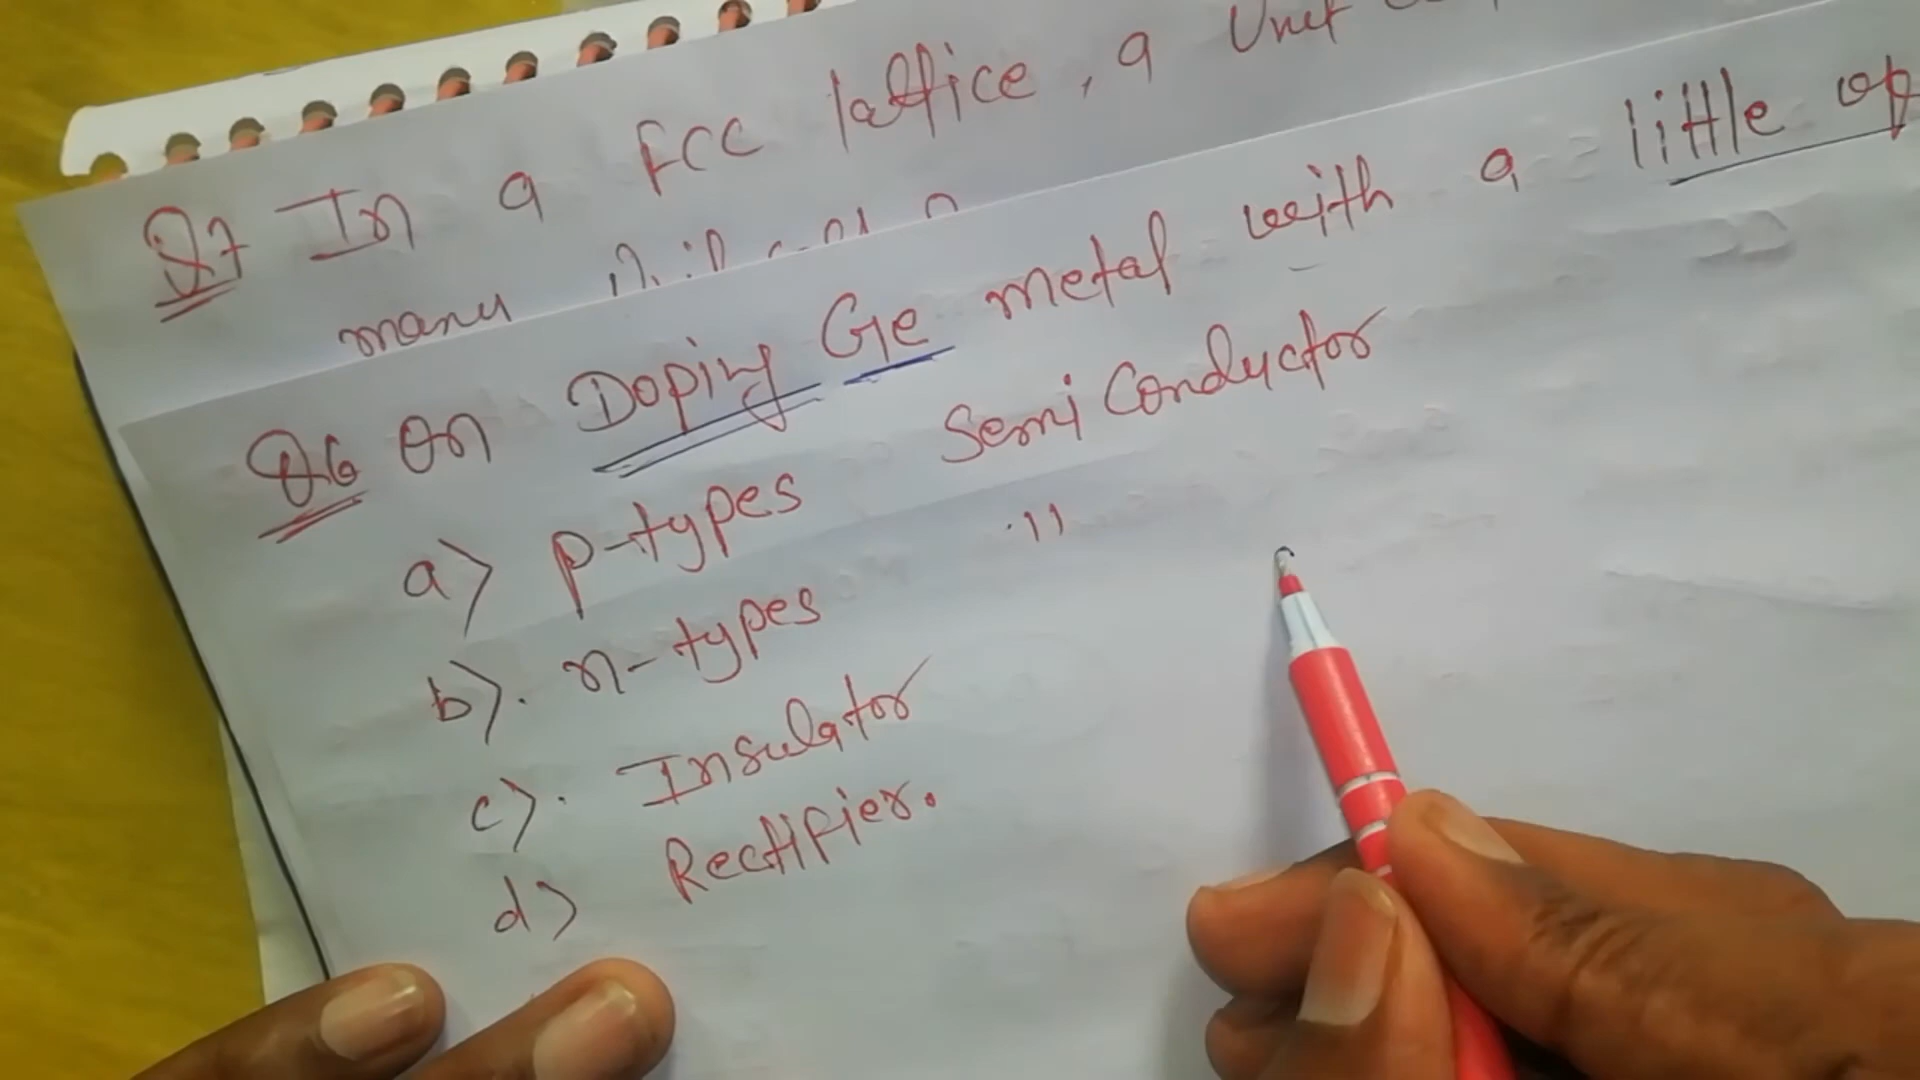 Q7 In a FCC lattice, a Unit
many
Q6 On Doping Ge metal with a little of
a) P-types Semi Conductor
b). n-types "
c). Insulator
d) Rectifier.